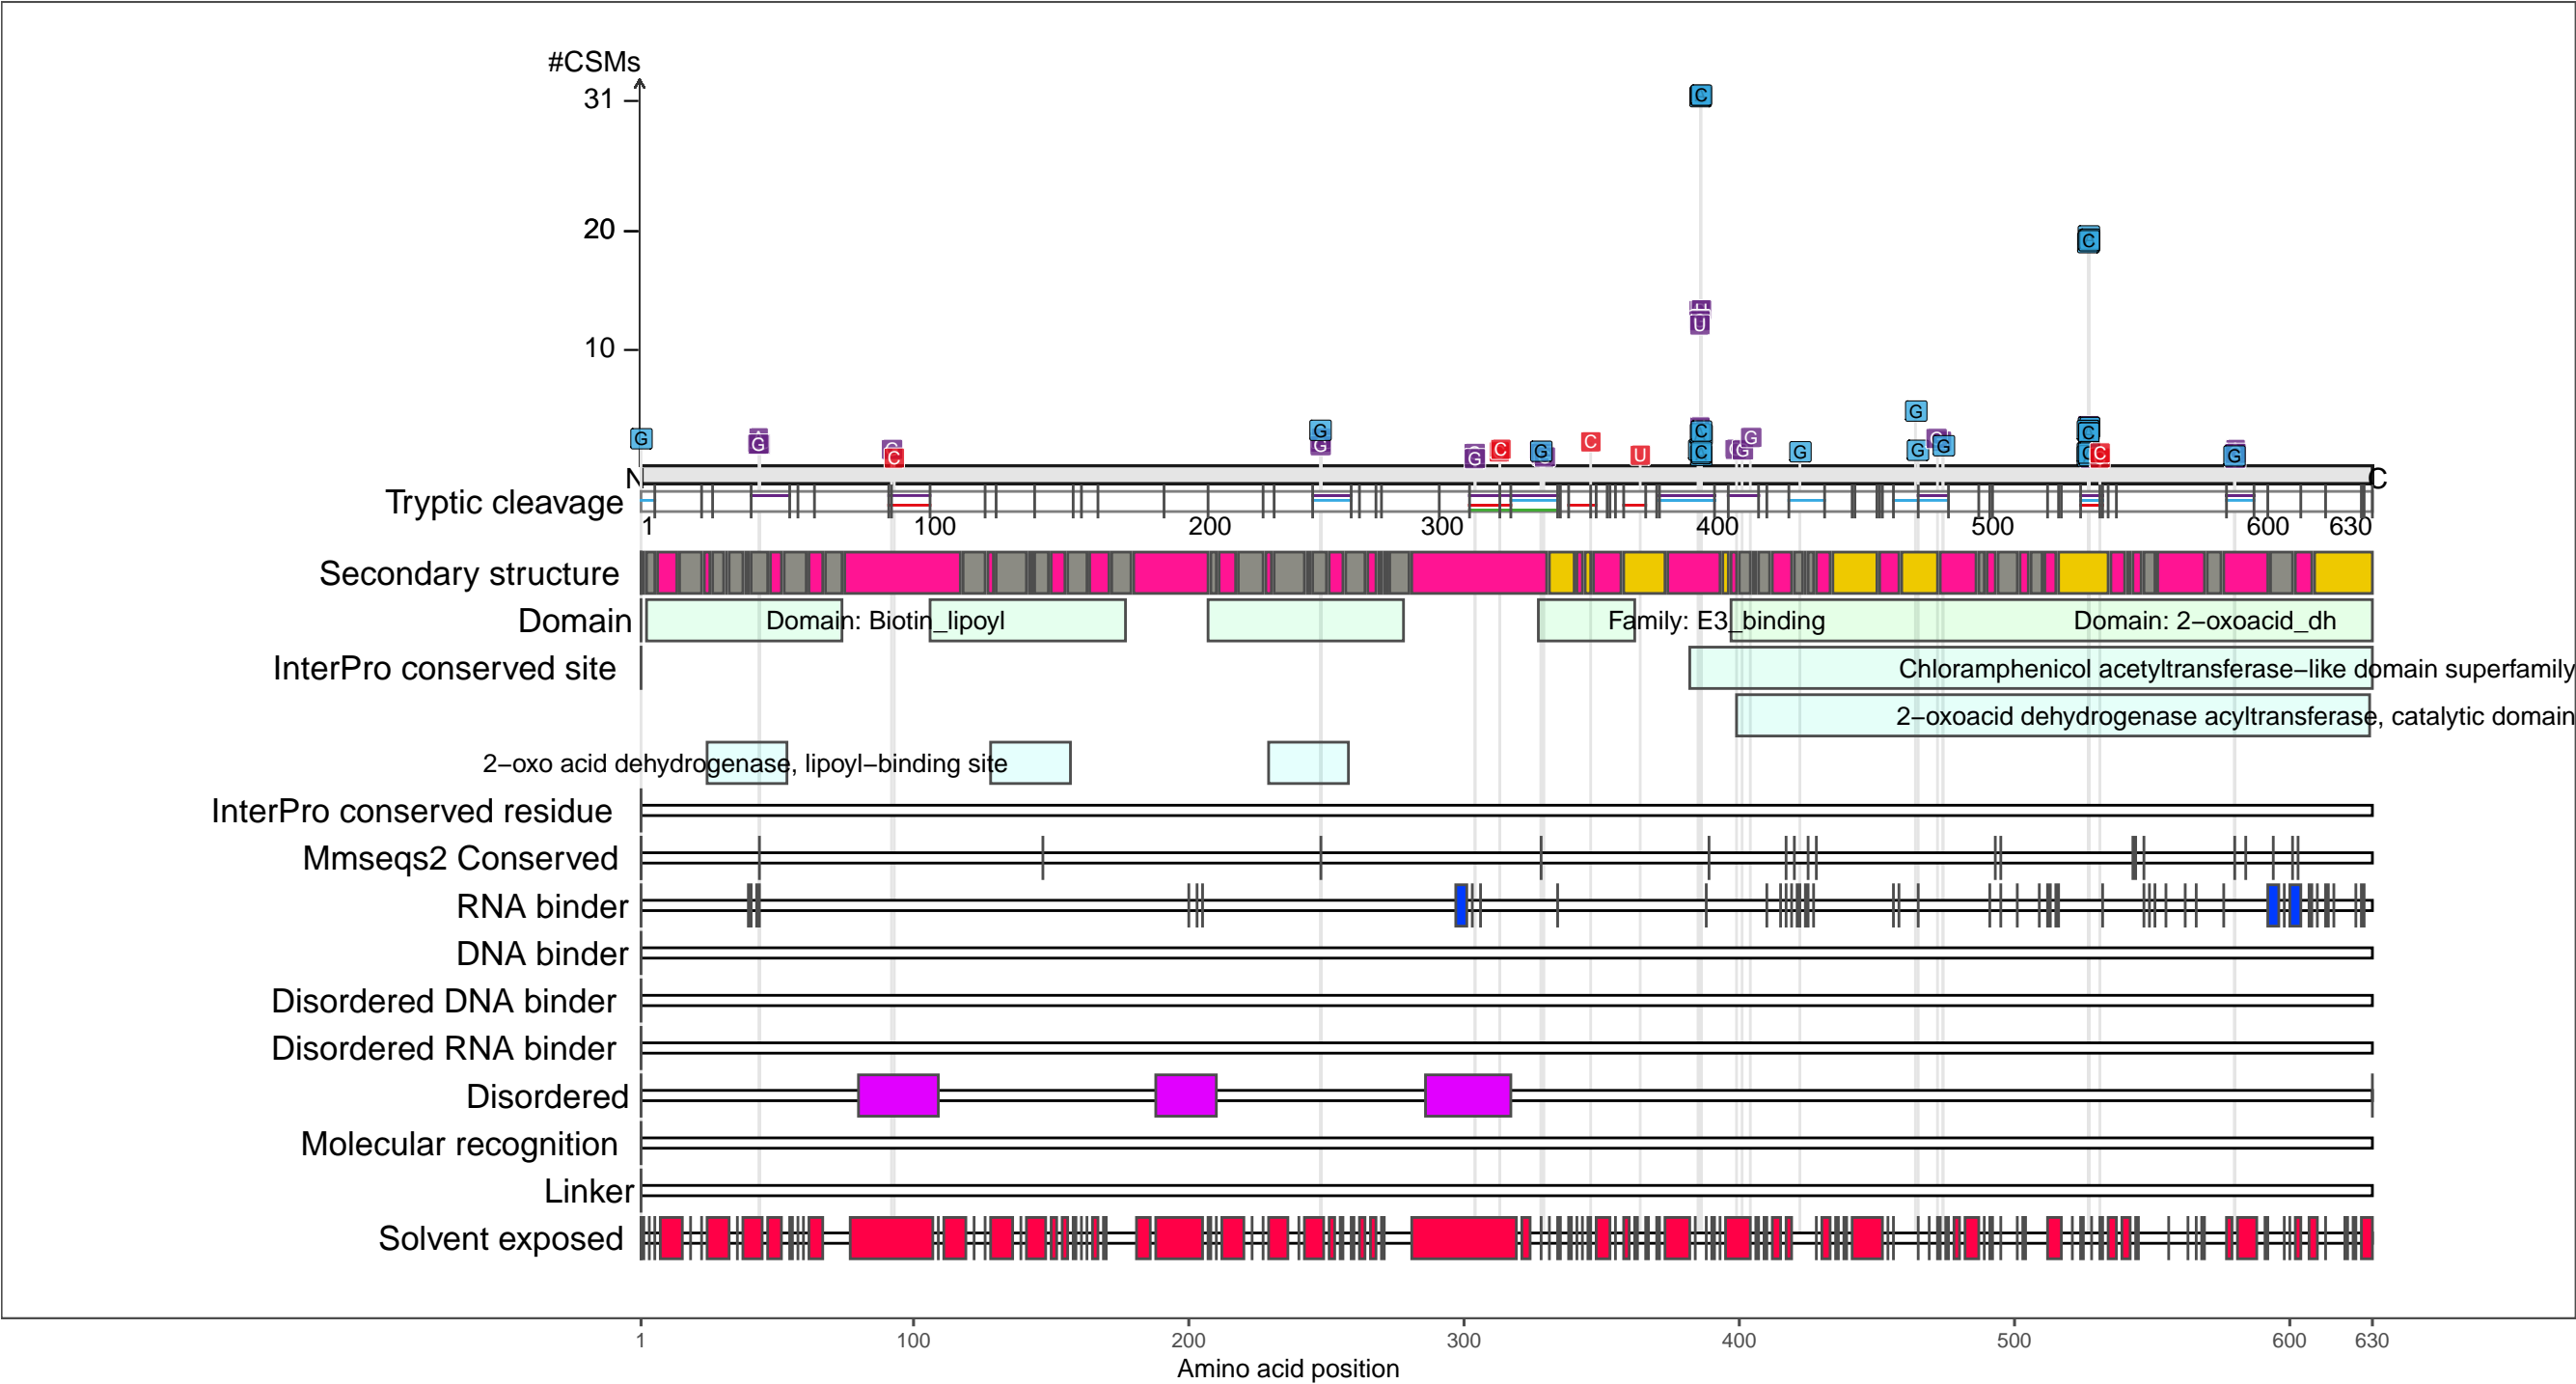 #CSMs
31
20
10
C
C
U
G
G
G
C
G
G
G
C
G
C
U
C
C
G
G
G
G
G
G
G
C
C
C
G
N
C
Tryptic cleavage
1 100 200 300 400 500 600 630
Secondary structure
Domain
Domain: Biotin_lipoyl
Family: E3_binding
Domain: 2−oxoacid_dh
InterPro conserved site
Chloramphenicol acetyltransferase−like domain superfamily
2−oxoacid dehydrogenase acyltransferase, catalytic domain
2−oxo acid dehydrogenase, lipoyl−binding site
InterPro conserved residue
Mmseqs2 Conserved
RNA binder
DNA binder
Disordered DNA binder
Disordered RNA binder
Disordered
Molecular recognition
Linker
Solvent exposed
1 100 200 300 400 500 600 630
Amino acid position